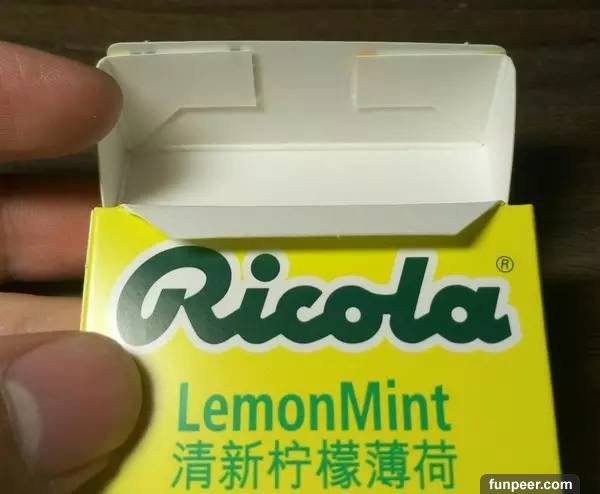 Ricola®
LemonMint
清新柠檬薄荷
funpeer.com